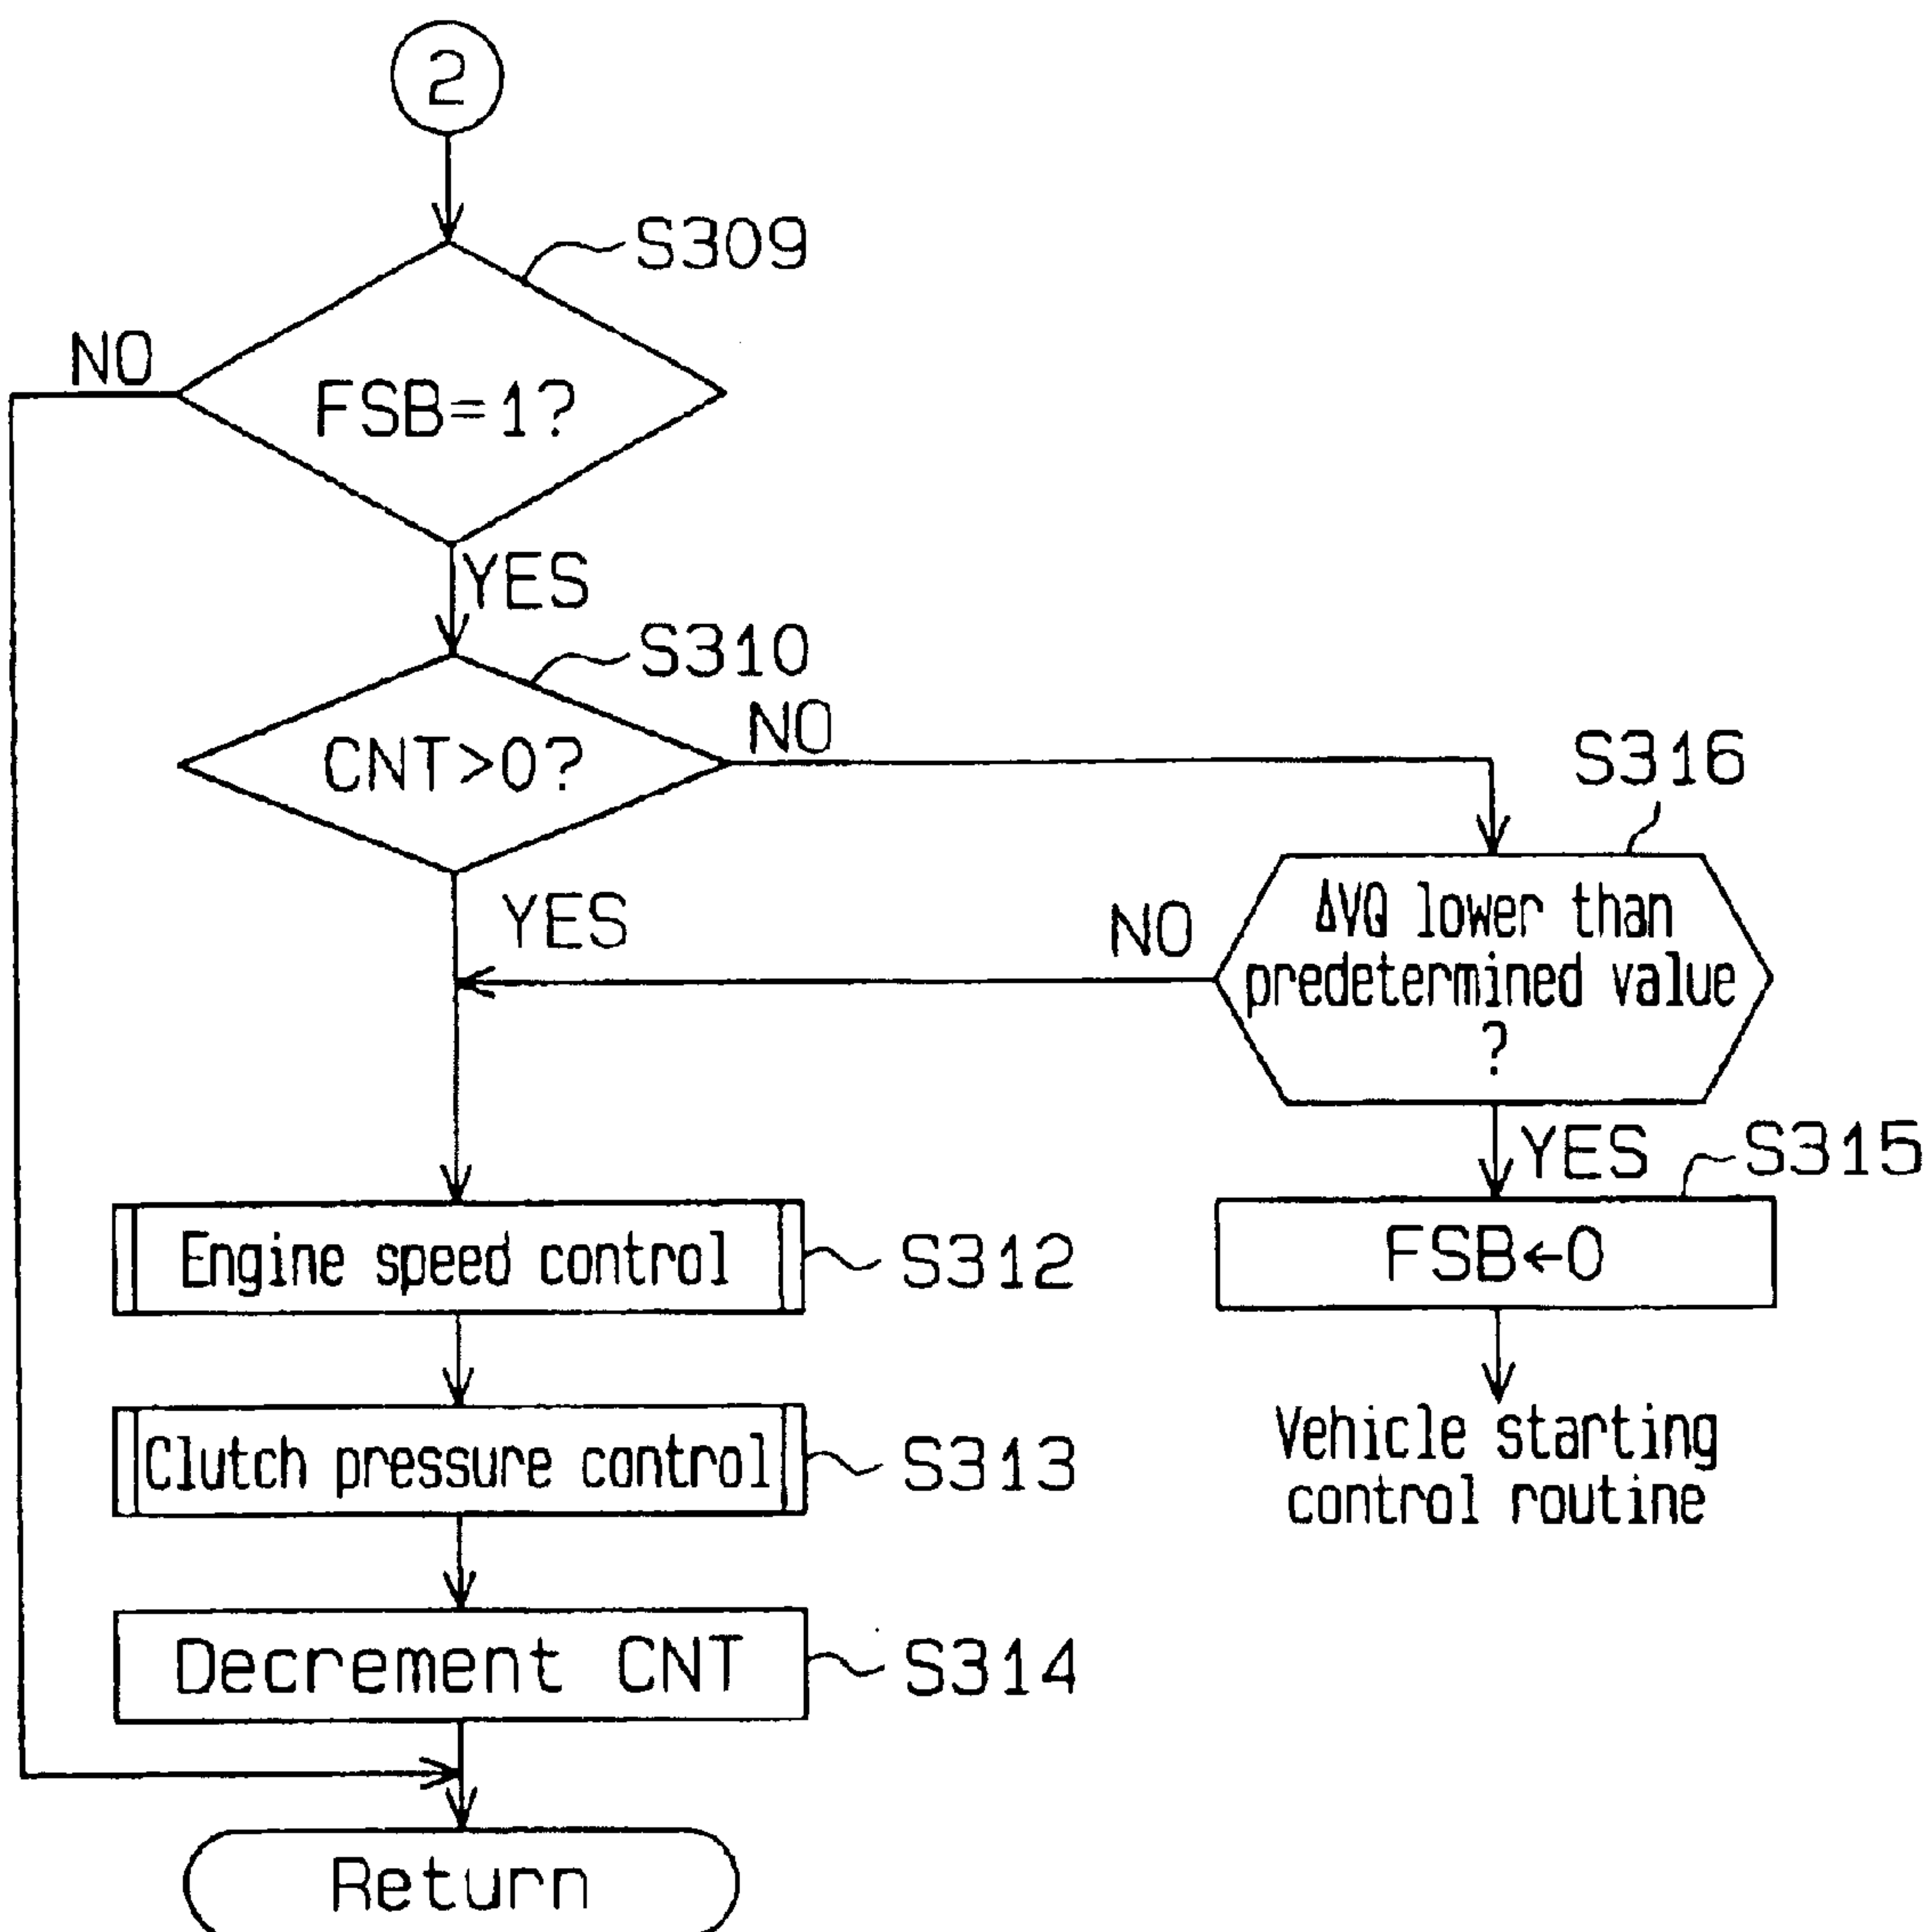 2
S309
NO
FSB=1?
YES
S310
NO
CNT>0?
S316
YES
NO
ΔVQ lower than
predetermined value
?
YES
S315
Engine speed control
S312
FSB←0
Clutch pressure control
S313
Vehicle starting
control routine
Decrement CNT
S314
Return